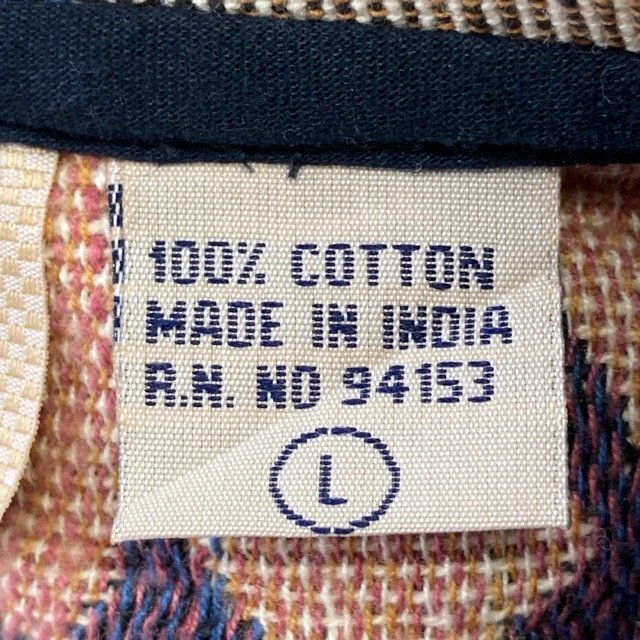 100% COTTON
MADE IN INDIA
R.N. NO 94153
L